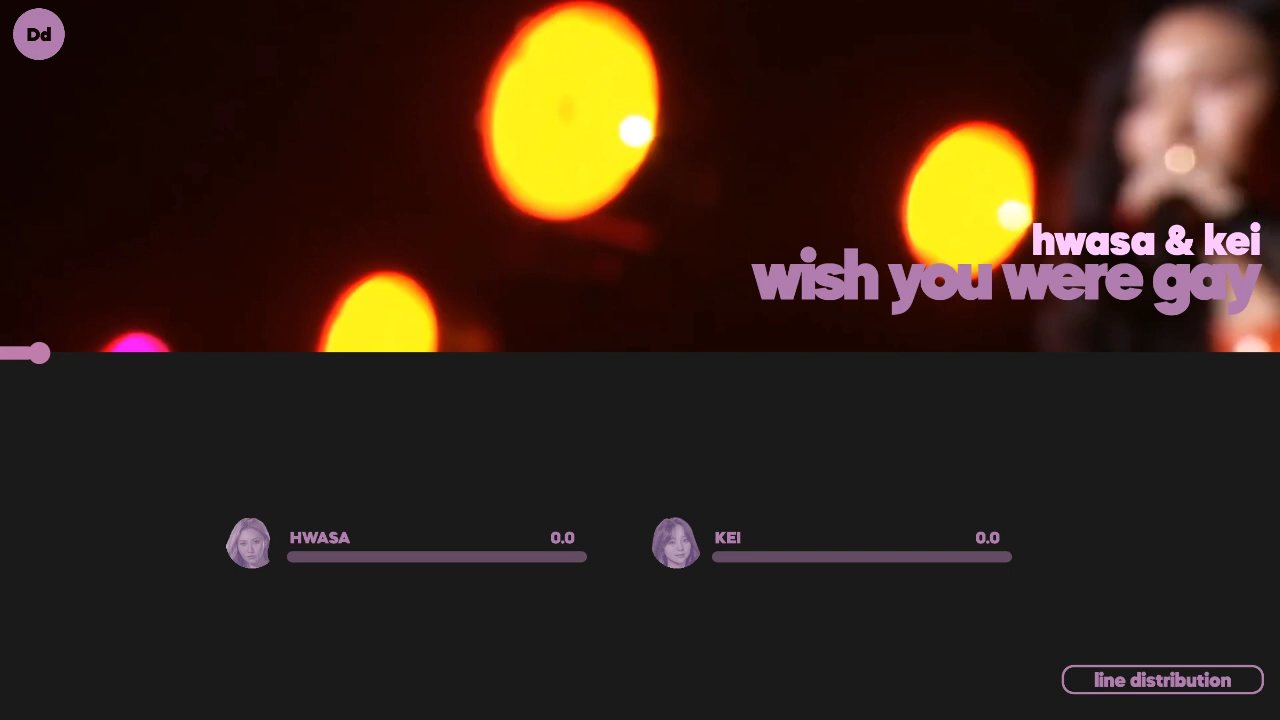 Dd
hwasa & kei
wish you were gay
HWASA 0.0
KEI 0.0
line distribution